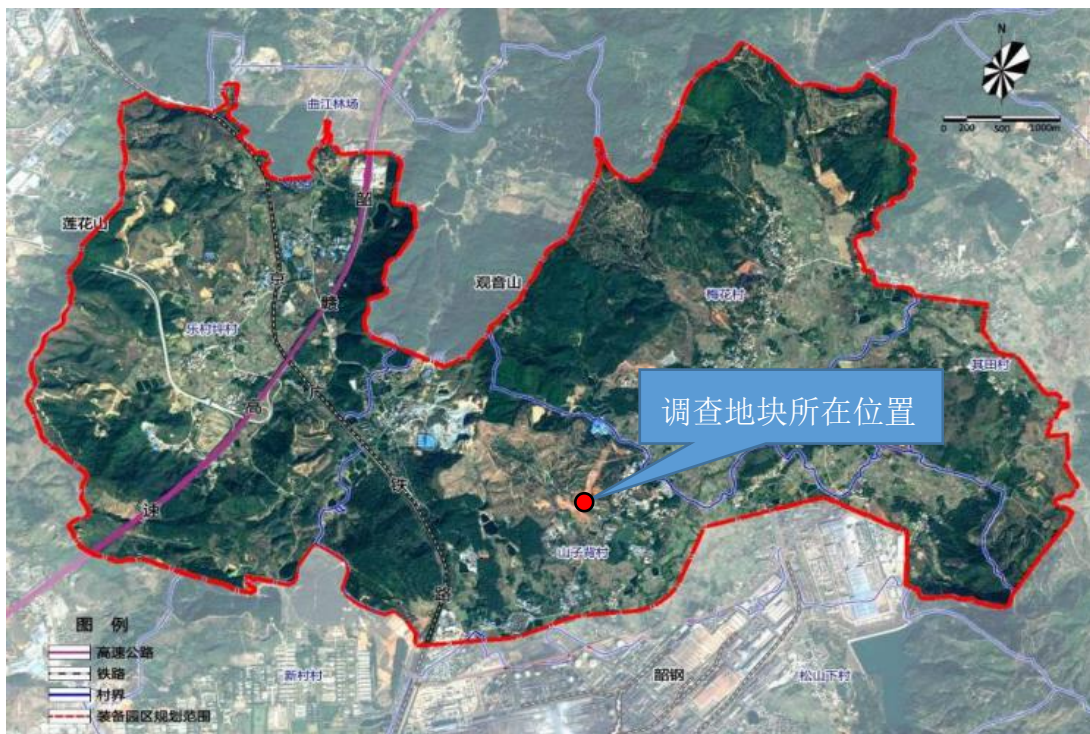 N
0 200 500 1000m
曲江林场
韶
莲花山
观音山
京
梅花村
赣
乐村坪村
其田村
广
高
调查地块所在位置
铁
速
山子背村
路
图 例
高速公路
铁路
村界
装备园区规划范围
新村村
韶钢
松山下村